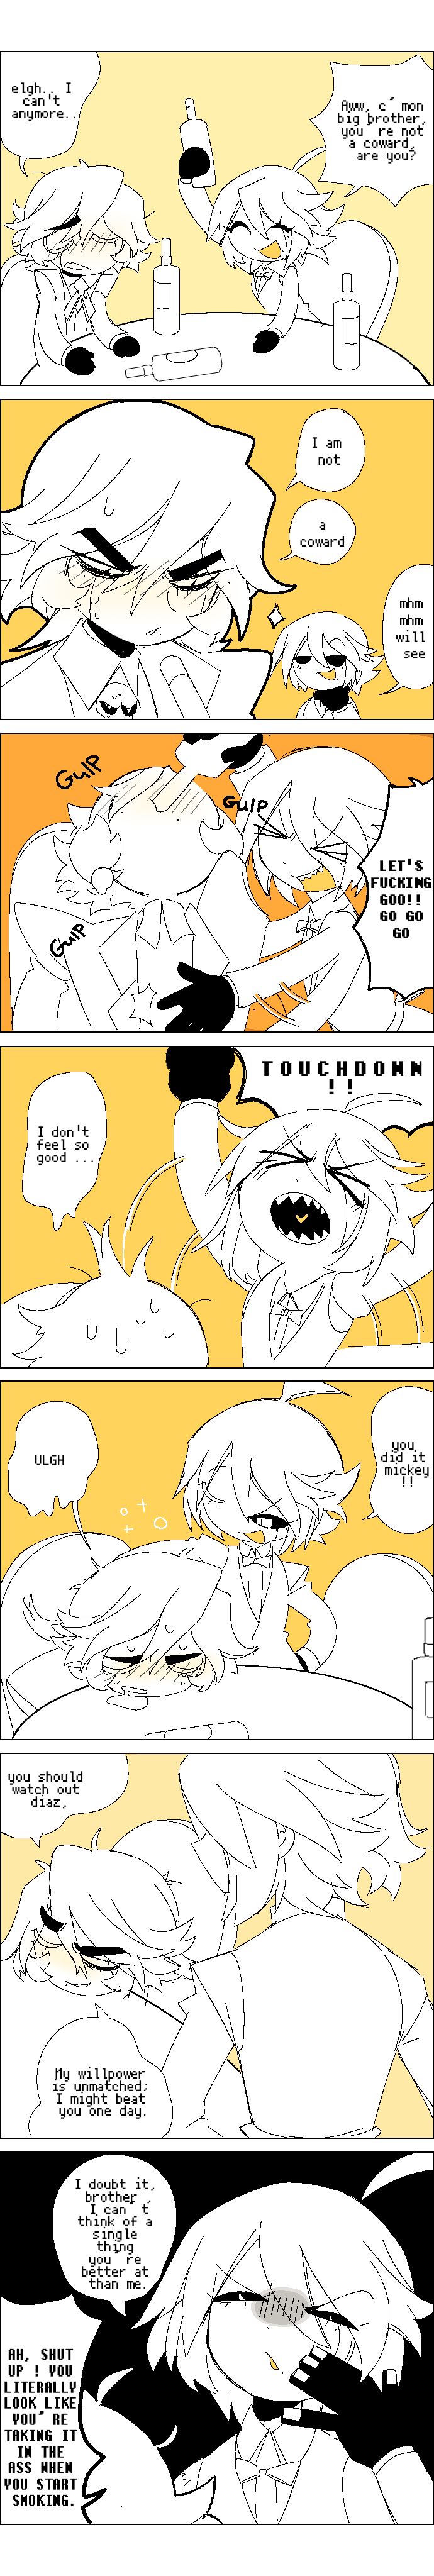 elgh.. I
can't
anymore..
Aww, c´mon
big brother,
you´re not
a coward,
are you?
I am
not
a
coward
mhm
mhm
will
see
Gulp
Gulp
Gulp
LET'S
FUCKING
GOO!!
GO GO
GO
TOUCHDOWN
!!
I don't
feel so
good ...
you
did it
mickey
!!
ULGH
you should
watch out
diaz,
My willpower
is unmatched;
I might beat
you one day.
I doubt it,
brother,
I can´t
think of a
single
thing
you´re
better at
than me.
AH, SHUT
UP ! YOU
LITERALLY
LOOK LIKE
YOU´RE
TAKING IT
IN THE
ASS WHEN
YOU START
SMOKING.